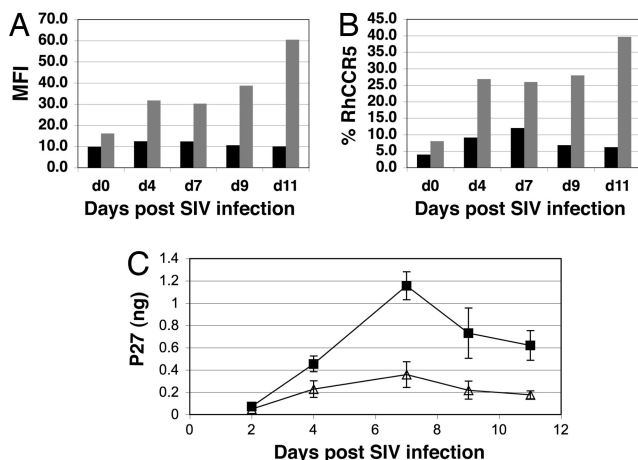 A
70.0
60.0
50.0
40.0
30.0
20.0
10.0
0.0
MFI
d0 d4 d7 d9 d11
Days post SIV infection
B
45.0
40.0
35.0
30.0
25.0
20.0
15.0
10.0
5.0
0.0
% RhCCR5
d0 d4 d7 d9 d11
Days post SIV infection
C
1.4
1.2
1
0.8
0.6
0.4
0.2
0
P27 (ng)
0 2 4 6 8 10 12
Days post SIV infection